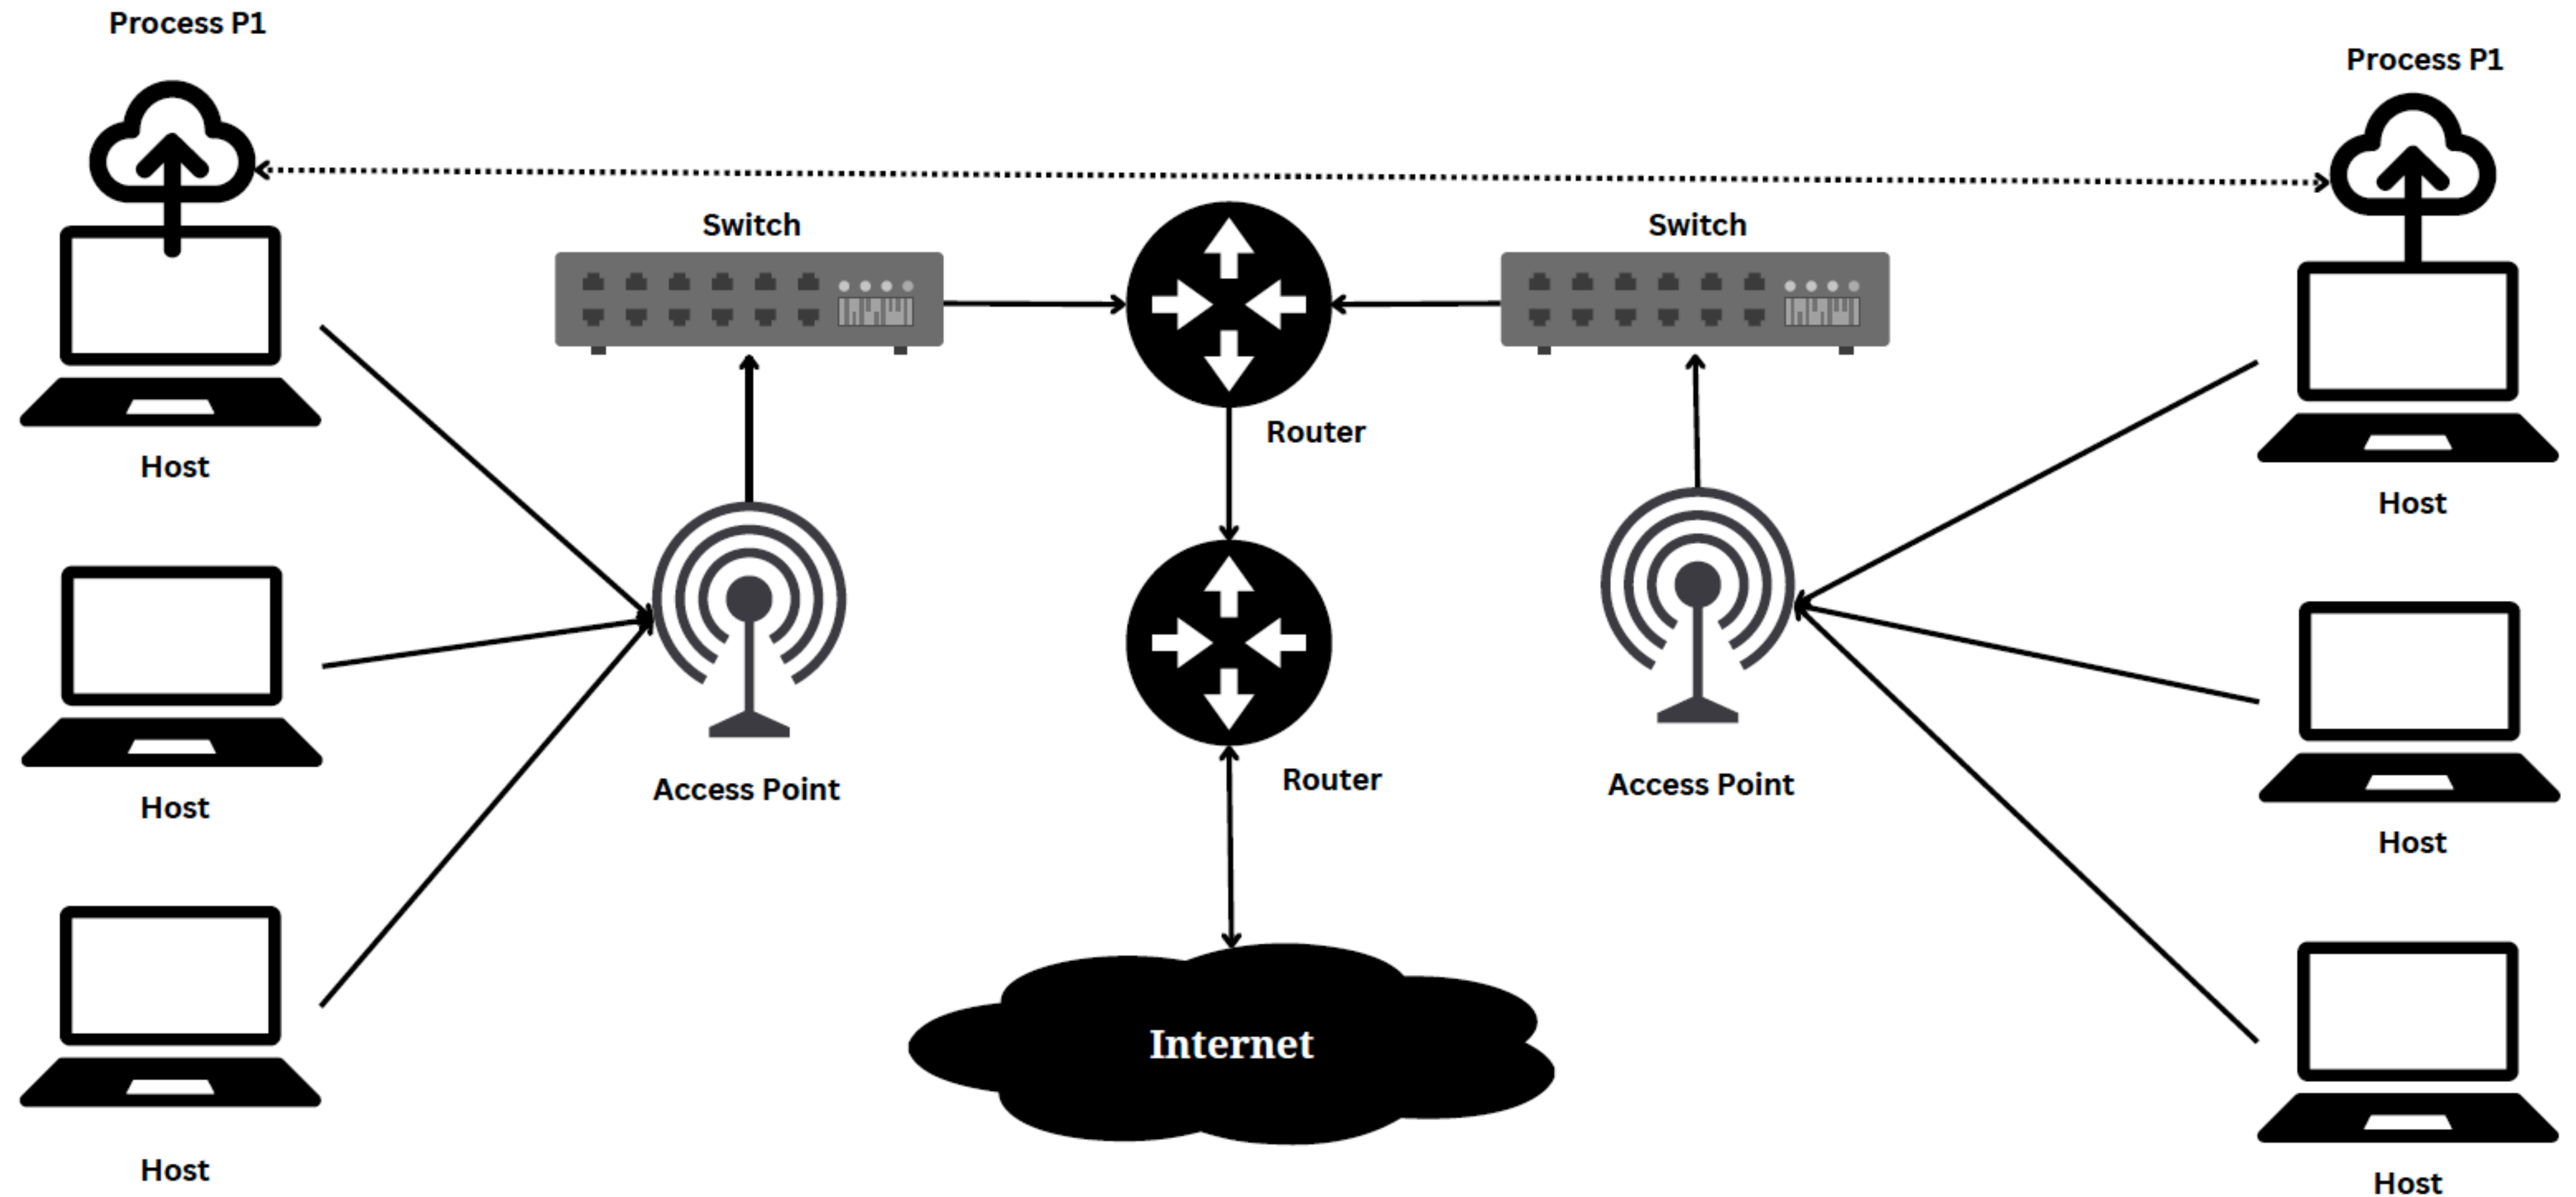 Process P1
Process P1
Switch
Switch
Router
Host
Host
Router
Access Point
Access Point
Host
Host
Internet
Host
Host